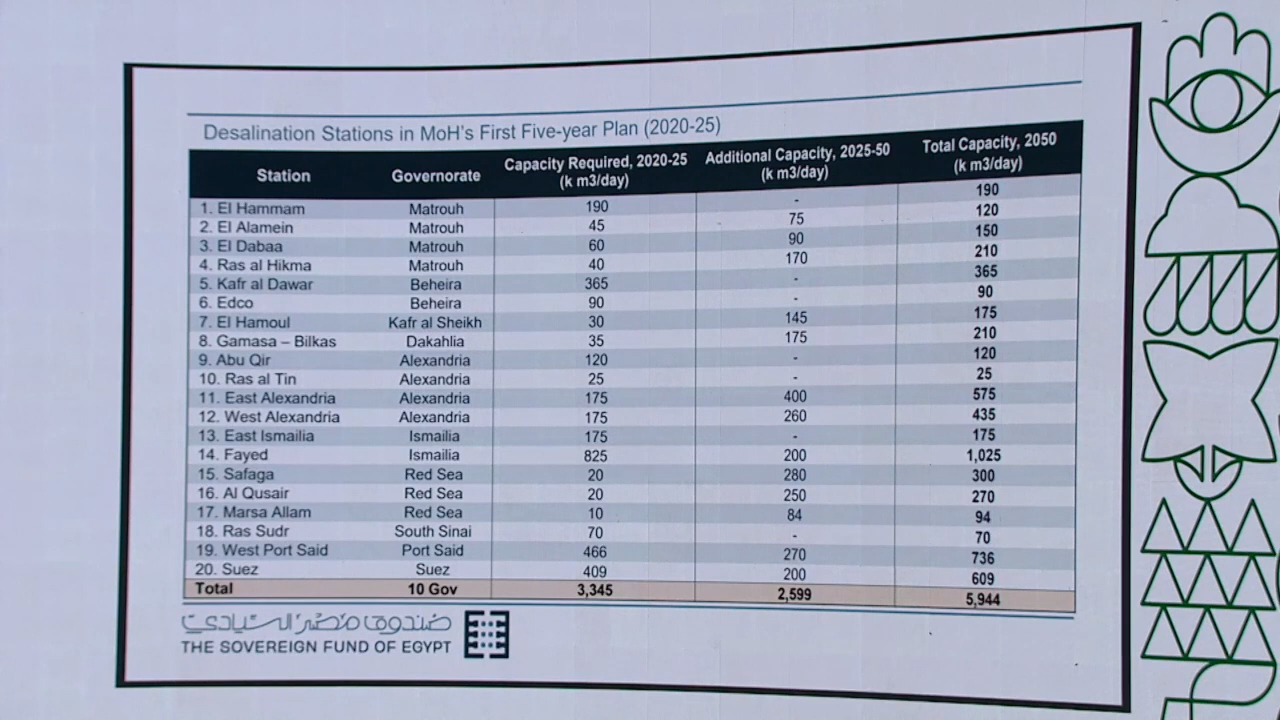 Desalination Stations in MoH's First Five-year Plan (2020-25)
Station Governorate Capacity Required, 2020-25 (k m3/day) Additional Capacity, 2025-50 (k m3/day) Total Capacity, 2050 (k m3/day)
1. El Hammam Matrouh 190 - 190
2. El Alamein Matrouh 45 75 120
3. El Dabaa Matrouh 60 90 150
4. Ras al Hikma Matrouh 40 170 210
5. Kafr al Dawar Beheira 365 - 365
6. Edco Beheira 90 - 90
7. El Hamoul Kafr al Sheikh 30 145 175
8. Gamasa – Bilkas Dakahlia 35 175 210
9. Abu Qir Alexandria 120 - 120
10. Ras al Tin Alexandria 25 - 25
11. East Alexandria Alexandria 175 400 575
12. West Alexandria Alexandria 175 260 435
13. East Ismailia Ismailia 175 - 175
14. Fayed Ismailia 825 200 1,025
15. Safaga Red Sea 20 280 300
16. Al Qusair Red Sea 20 250 270
17. Marsa Allam Red Sea 10 84 94
18. Ras Sudr South Sinai 70 - 70
19. West Port Said Port Said 466 270 736
20. Suez Suez 409 200 609
Total 10 Gov 3,345 2,599 5,944
صندوق مصر السيادي
THE SOVEREIGN FUND OF EGYPT